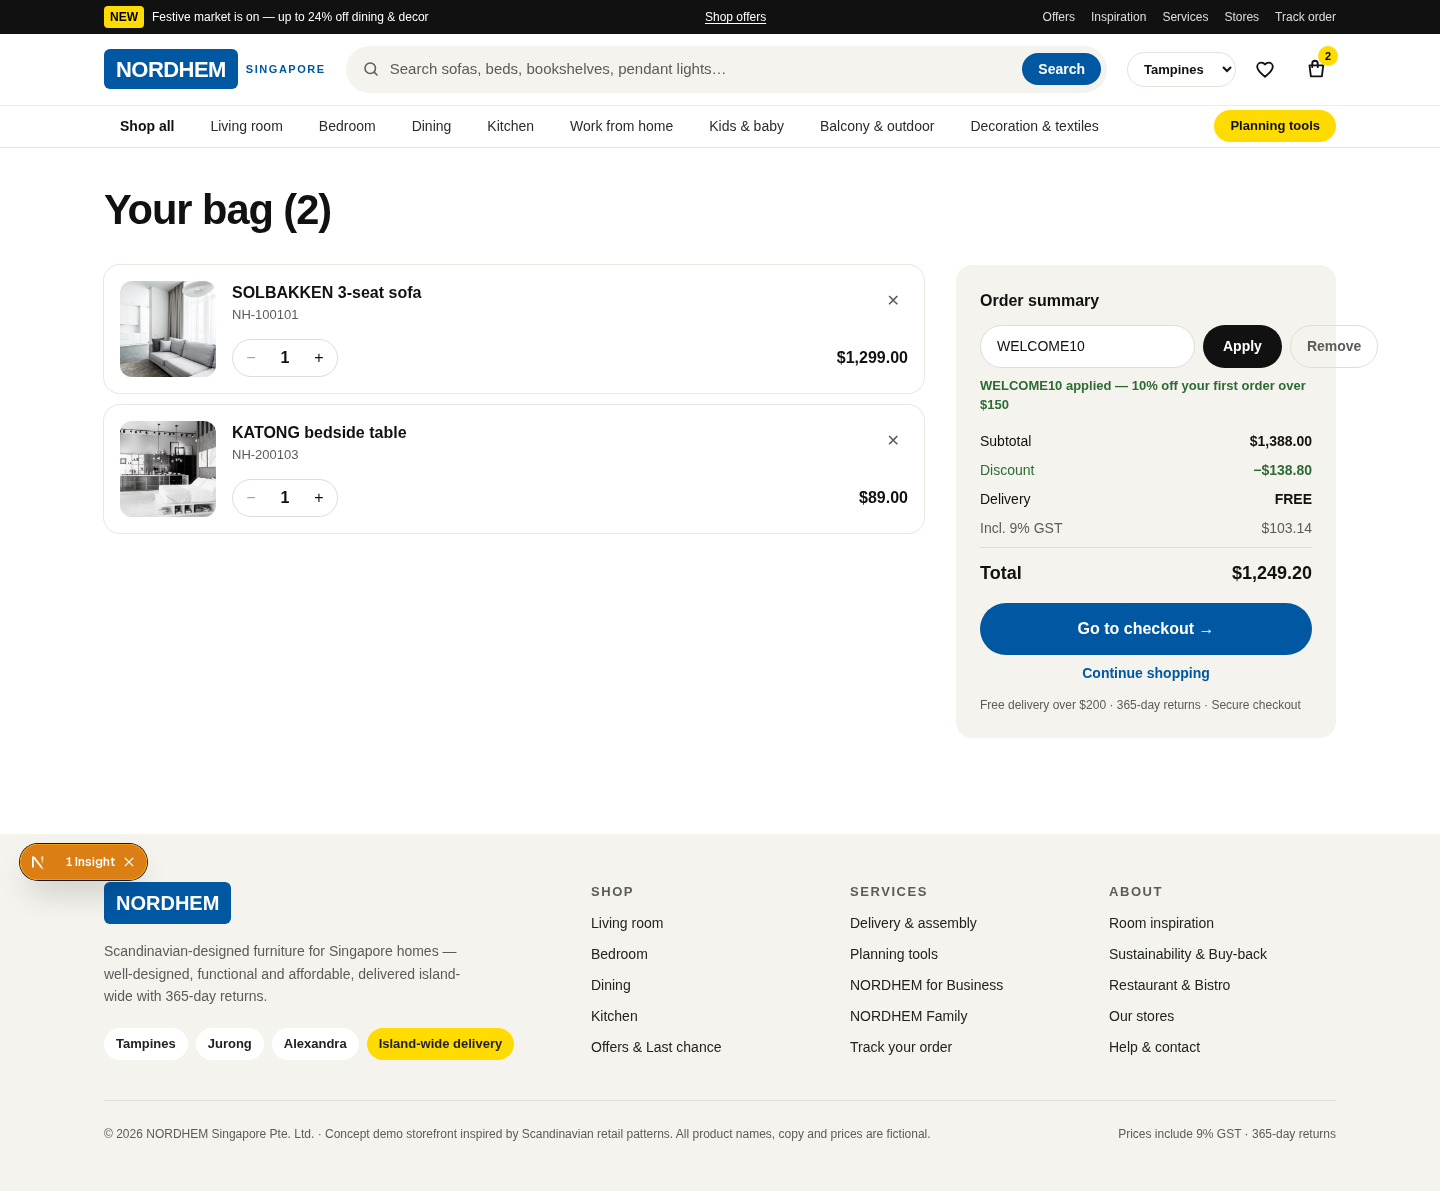 NEW Festive market is on — up to 24% off dining & decor
Shop offers
Offers Inspiration Services Stores Track order
NORDHEM SINGAPORE
Search sofas, beds, bookshelves, pendant lights…
Search
Tampines
2
Shop all Living room Bedroom Dining Kitchen Work from home Kids & baby Balcony & outdoor Decoration & textiles
Planning tools
Your bag (2)
SOLBAKKEN 3-seat sofa
NH-100101
− 1 +
$1,299.00
KATONG bedside table
NH-200103
− 1 +
$89.00
Order summary
WELCOME10 Apply Remove
WELCOME10 applied — 10% off your first order over
$150
Subtotal $1,388.00
Discount −$138.80
Delivery FREE
Incl. 9% GST $103.14
Total $1,249.20
Go to checkout →
Continue shopping
Free delivery over $200 · 365-day returns · Secure checkout
1 Insight
NORDHEM
Scandinavian-designed furniture for Singapore homes —
well-designed, functional and affordable, delivered island-
wide with 365-day returns.
Tampines Jurong Alexandra Island-wide delivery
SHOP
Living room
Bedroom
Dining
Kitchen
Offers & Last chance
SERVICES
Delivery & assembly
Planning tools
NORDHEM for Business
NORDHEM Family
Track your order
ABOUT
Room inspiration
Sustainability & Buy-back
Restaurant & Bistro
Our stores
Help & contact
© 2026 NORDHEM Singapore Pte. Ltd. · Concept demo storefront inspired by Scandinavian retail patterns. All product names, copy and prices are fictional.
Prices include 9% GST · 365-day returns